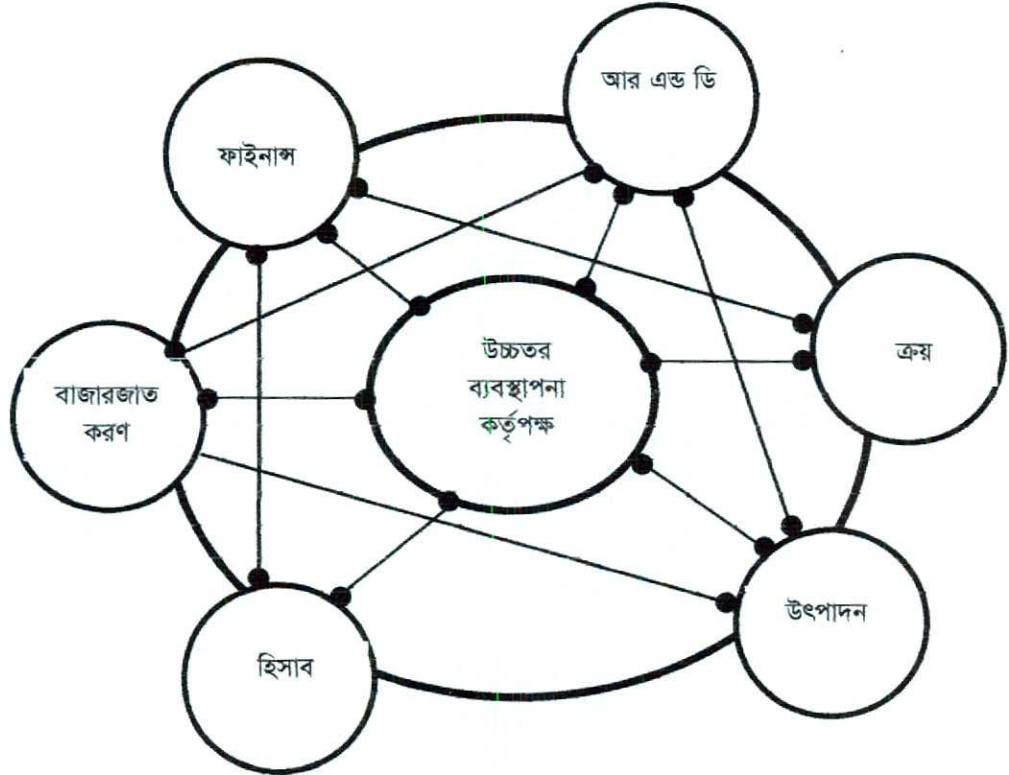 আর এন্ড ডি
ফাইনান্স
উচ্চতর
ব্যবস্থাপনা
কর্তৃপক্ষ
ক্রয়
বাজারজাত
করণ
উৎপাদন
হিসাব